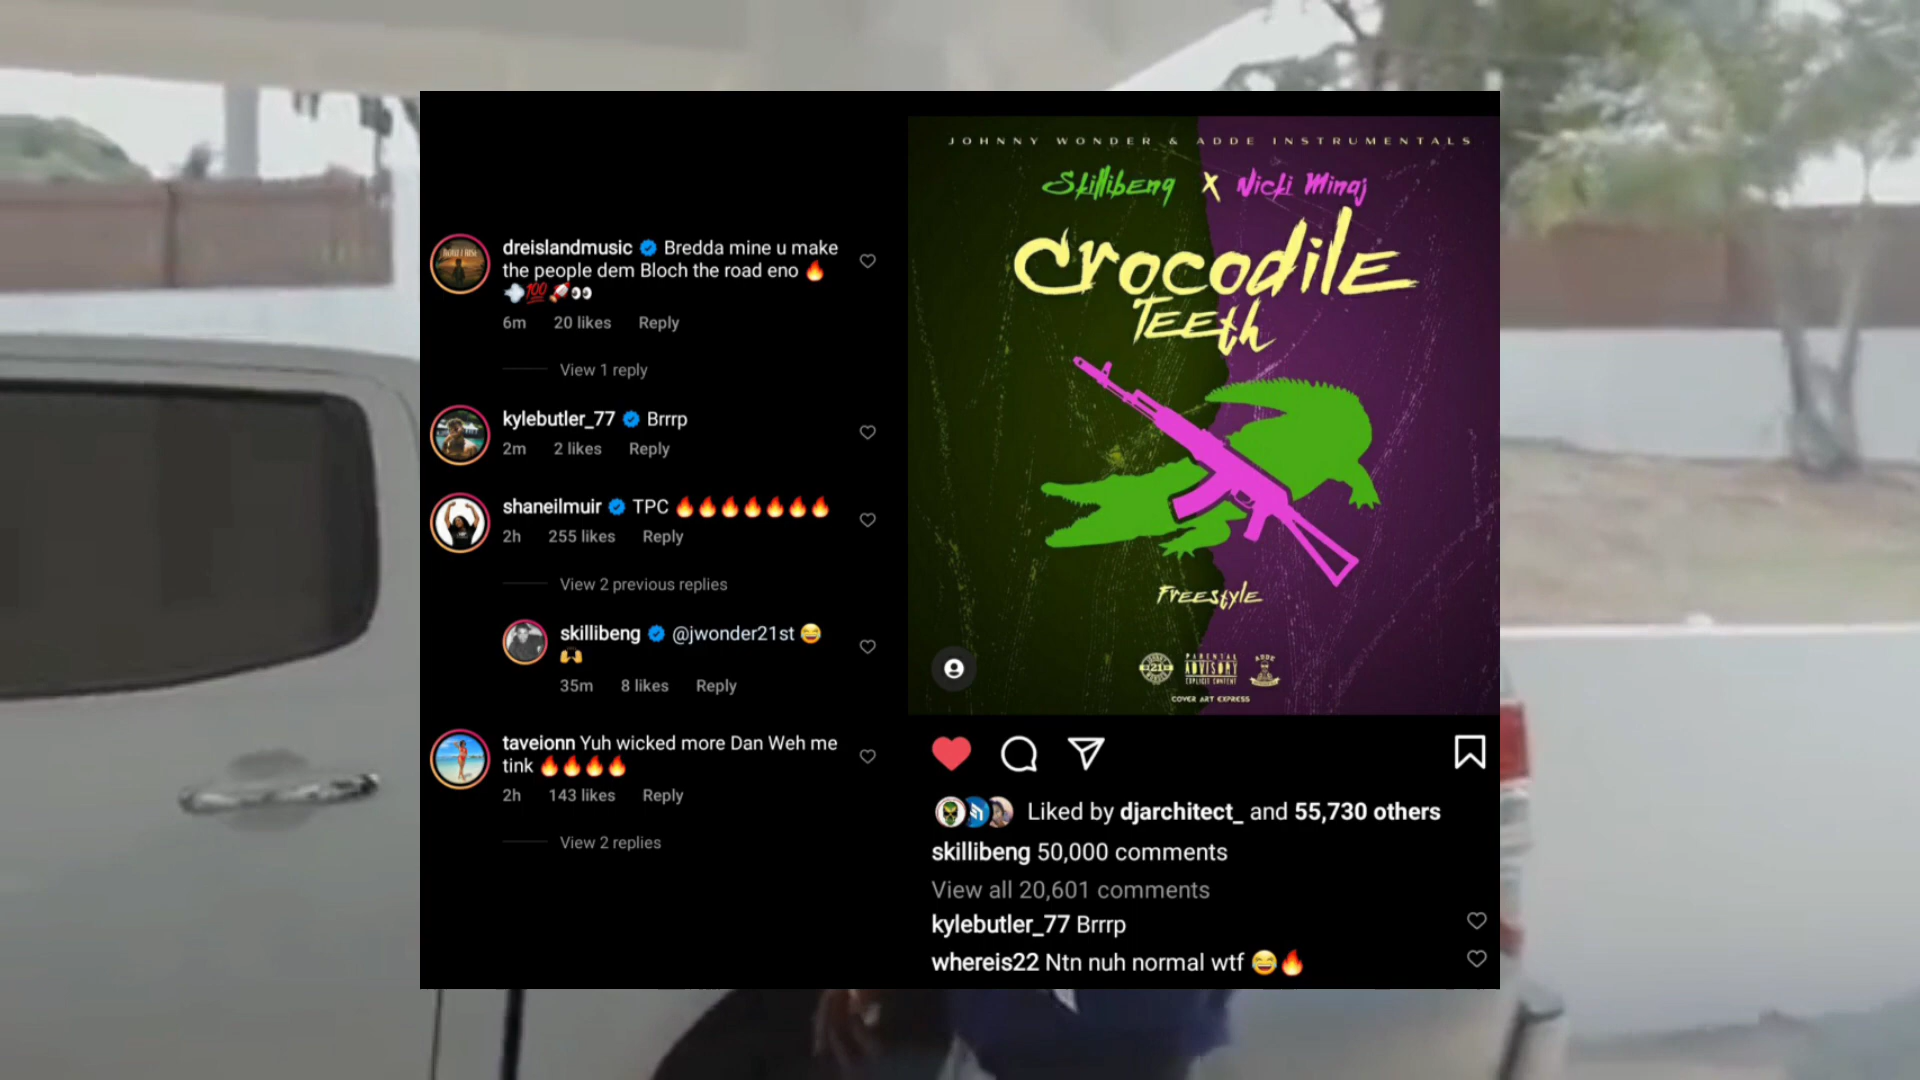 dreislandmusic Bredda mine u make
the people dem Bloch the road eno 🔥
💨💯🚀👀
6m 20 likes Reply
View 1 reply
kylebutler_77 Brrrp
2m 2 likes Reply
shaneilmuir TPC 🔥🔥🔥🔥🔥🔥🔥
2h 255 likes Reply
View 2 previous replies
skillibeng @jwonder21st 😂
🙌
35m 8 likes Reply
taveionn Yuh wicked more Dan Weh me
tink 🔥🔥🔥🔥
2h 143 likes Reply
View 2 replies
JOHNNY WONDER & ADDE INSTRUMENTALS
Skillibeng X Nicki Minaj
Crocodile
Teeth
Freestyle
21
PARENTAL
ADVISORY
EXPLICIT CONTENT
ADDE
COVER ART EXPRESS
Liked by djarchitect_ and 55,730 others
skillibeng 50,000 comments
View all 20,601 comments
kylebutler_77 Brrrp
whereis22 Ntn nuh normal wtf 😂🔥